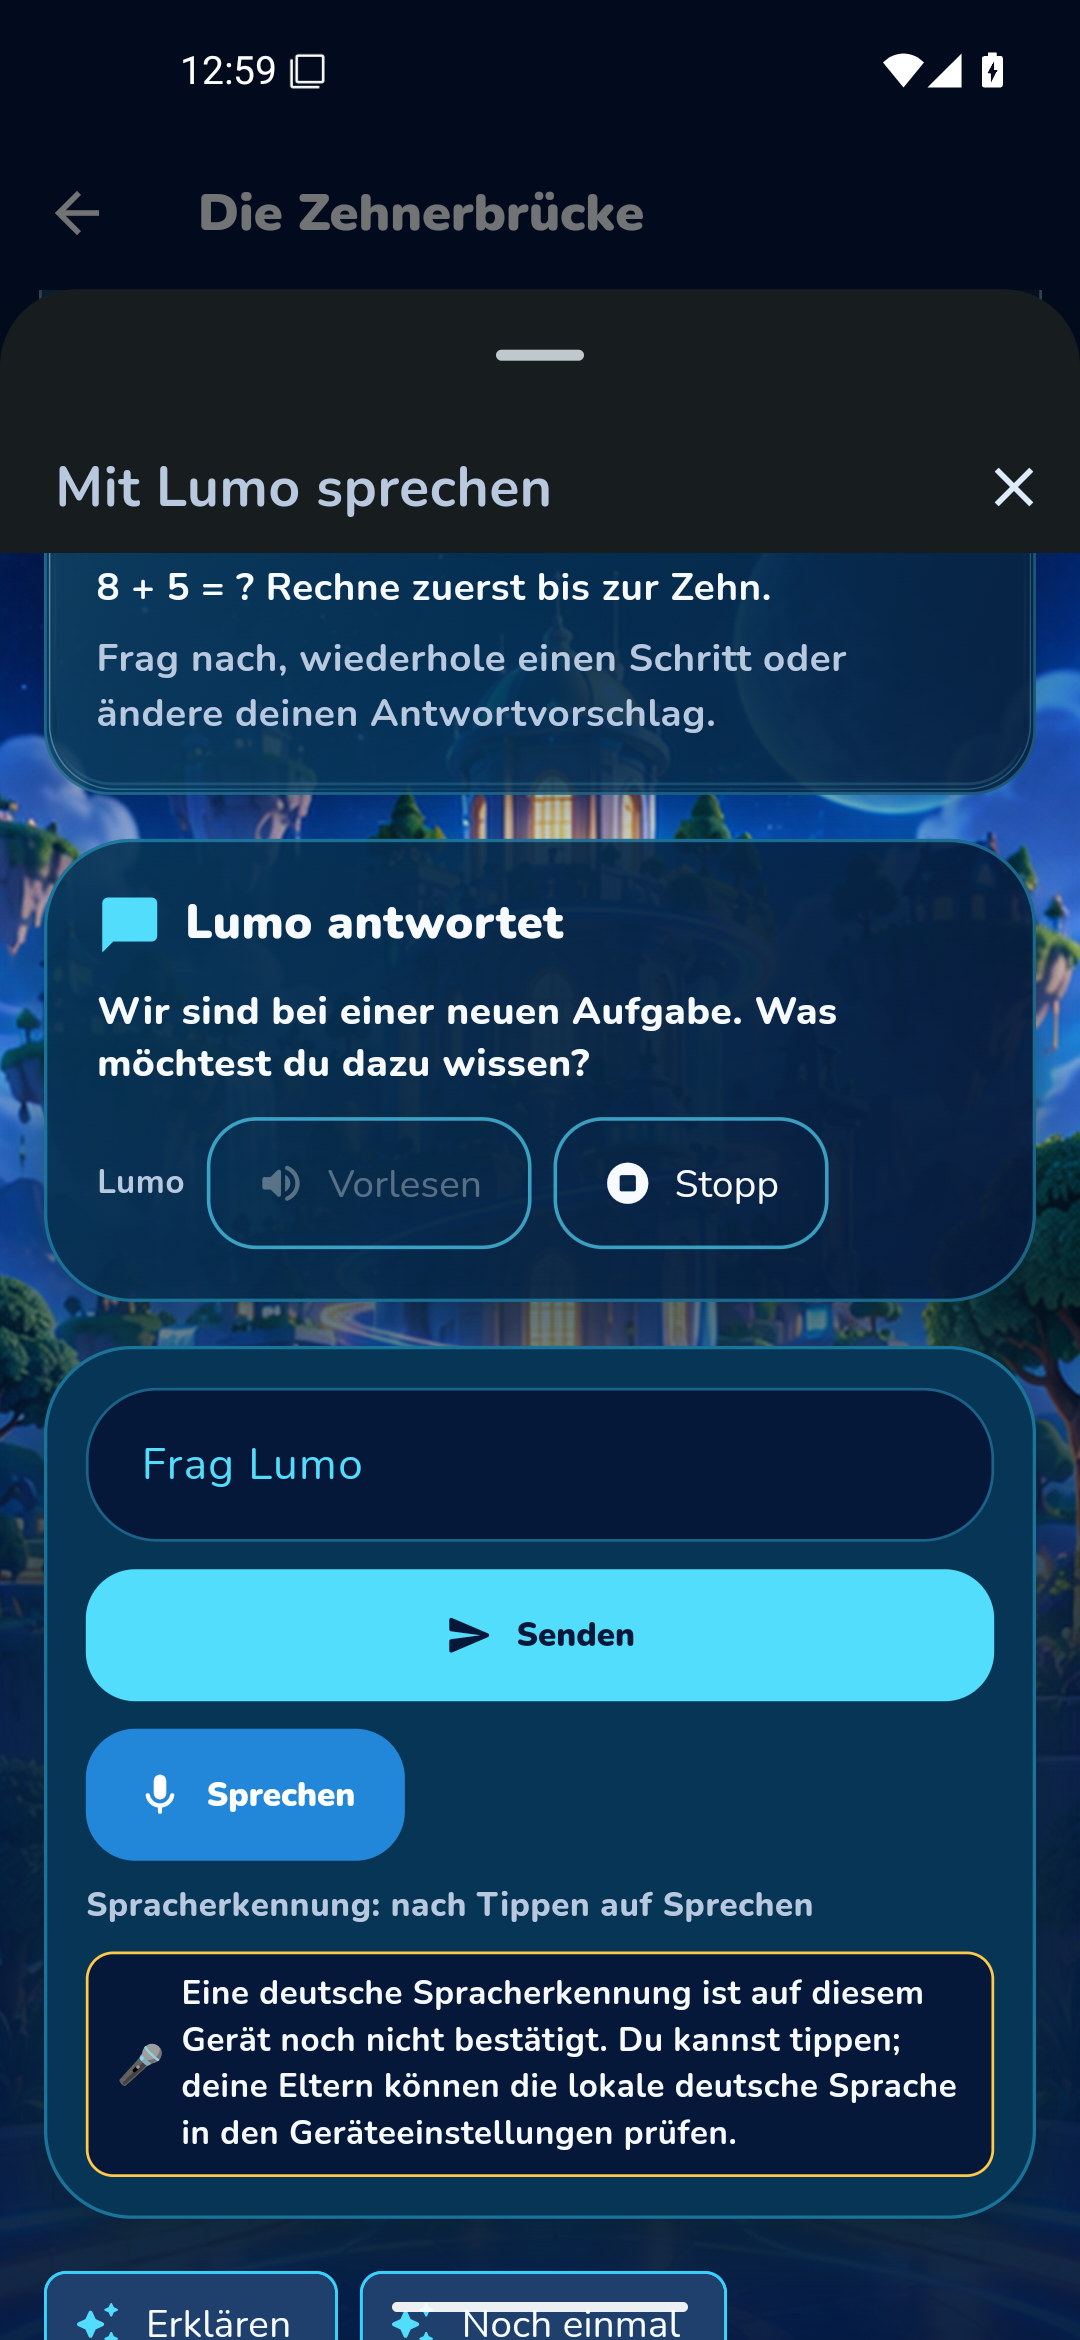 12:59
Die Zehnerbrücke
Mit Lumo sprechen
8 + 5 = ? Rechne zuerst bis zur Zehn.
Frag nach, wiederhole einen Schritt oder
ändere deinen Antwortvorschlag.
Lumo antwortet
Wir sind bei einer neuen Aufgabe. Was
möchtest du dazu wissen?
Lumo Vorlesen Stopp
Frag Lumo
Senden
Sprechen
Spracherkennung: nach Tippen auf Sprechen
Eine deutsche Spracherkennung ist auf diesem
Gerät noch nicht bestätigt. Du kannst tippen;
deine Eltern können die lokale deutsche Sprache
in den Geräteeinstellungen prüfen.
Erklären Noch einmal